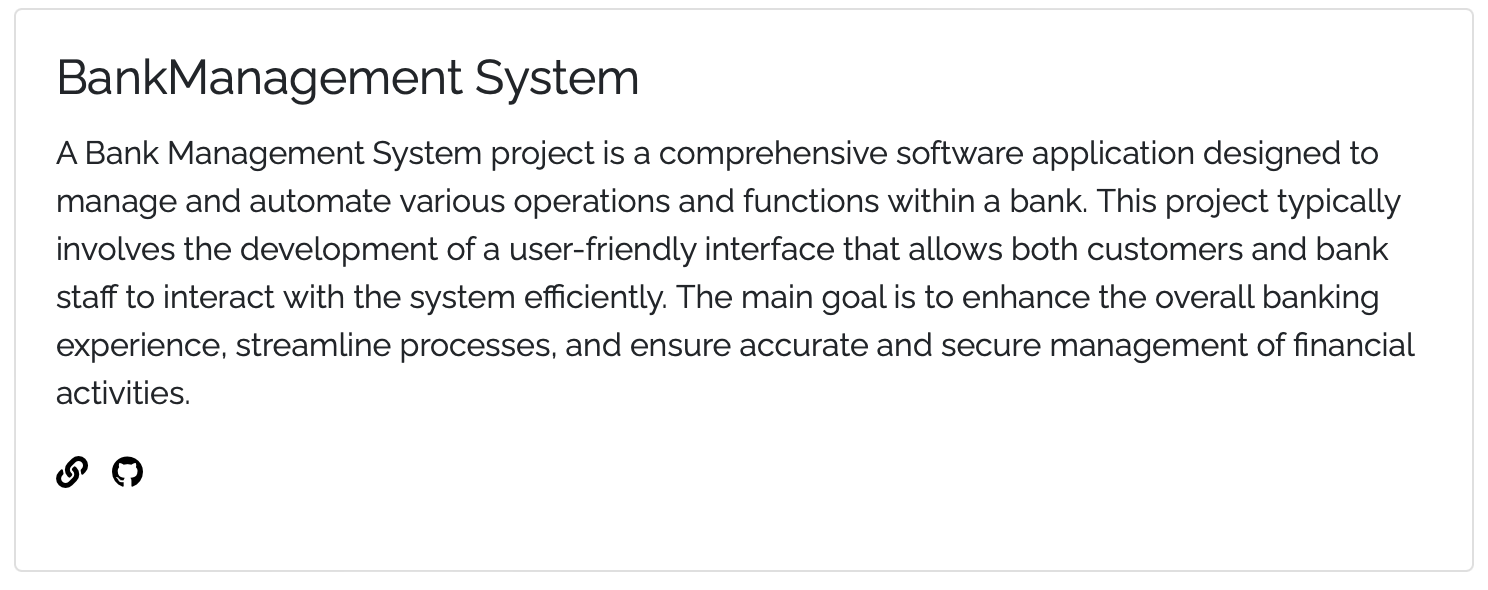 BankManagement System
A Bank Management System project is a comprehensive software application designed to
manage and automate various operations and functions within a bank. This project typically
involves the development of a user-friendly interface that allows both customers and bank
staff to interact with the system efficiently. The main goal is to enhance the overall banking
experience, streamline processes, and ensure accurate and secure management of financial
activities.